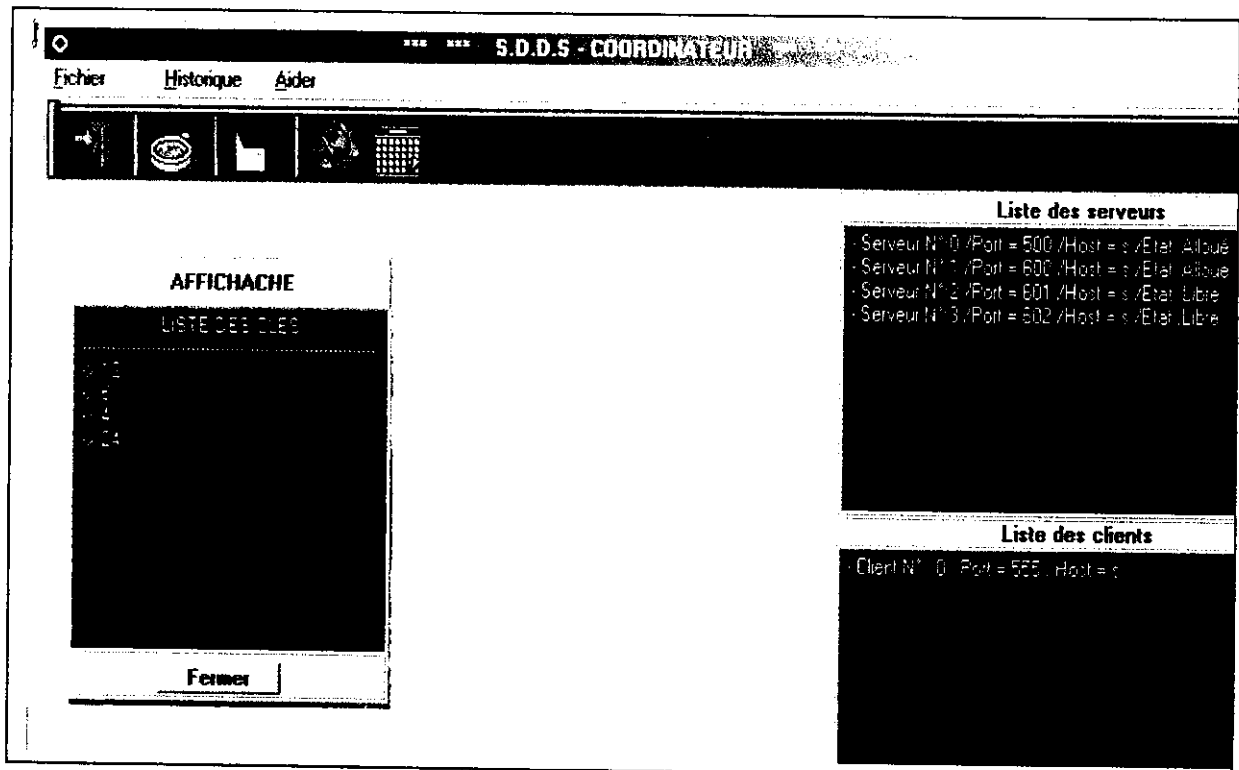 *** *** S.D.D.S - COORDINATEUR
Fichier Historique Aider
Liste des serveurs
- Serveur N° 0 /Port = 500 /Host = s /Etat :Alloué
- Serveur N° 1 /Port = 600 /Host = s /Etat :Alloué
- Serveur N° 2 /Port = 601 /Host = s /Etat :Libre
- Serveur N° 3 /Port = 602 /Host = s /Etat :Libre
AFFICHACHE
LISTE DES CLES
Fermer
Liste des clients
- Client N° 0 Port = 555 Host = s